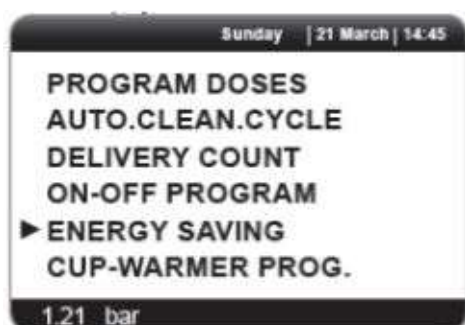 Sunday | 21 March | 14:45
PROGRAM DOSES
AUTO.CLEAN.CYCLE
DELIVERY COUNT
ON-OFF PROGRAM
ENERGY SAVING
CUP-WARMER PROG.
1.21 bar